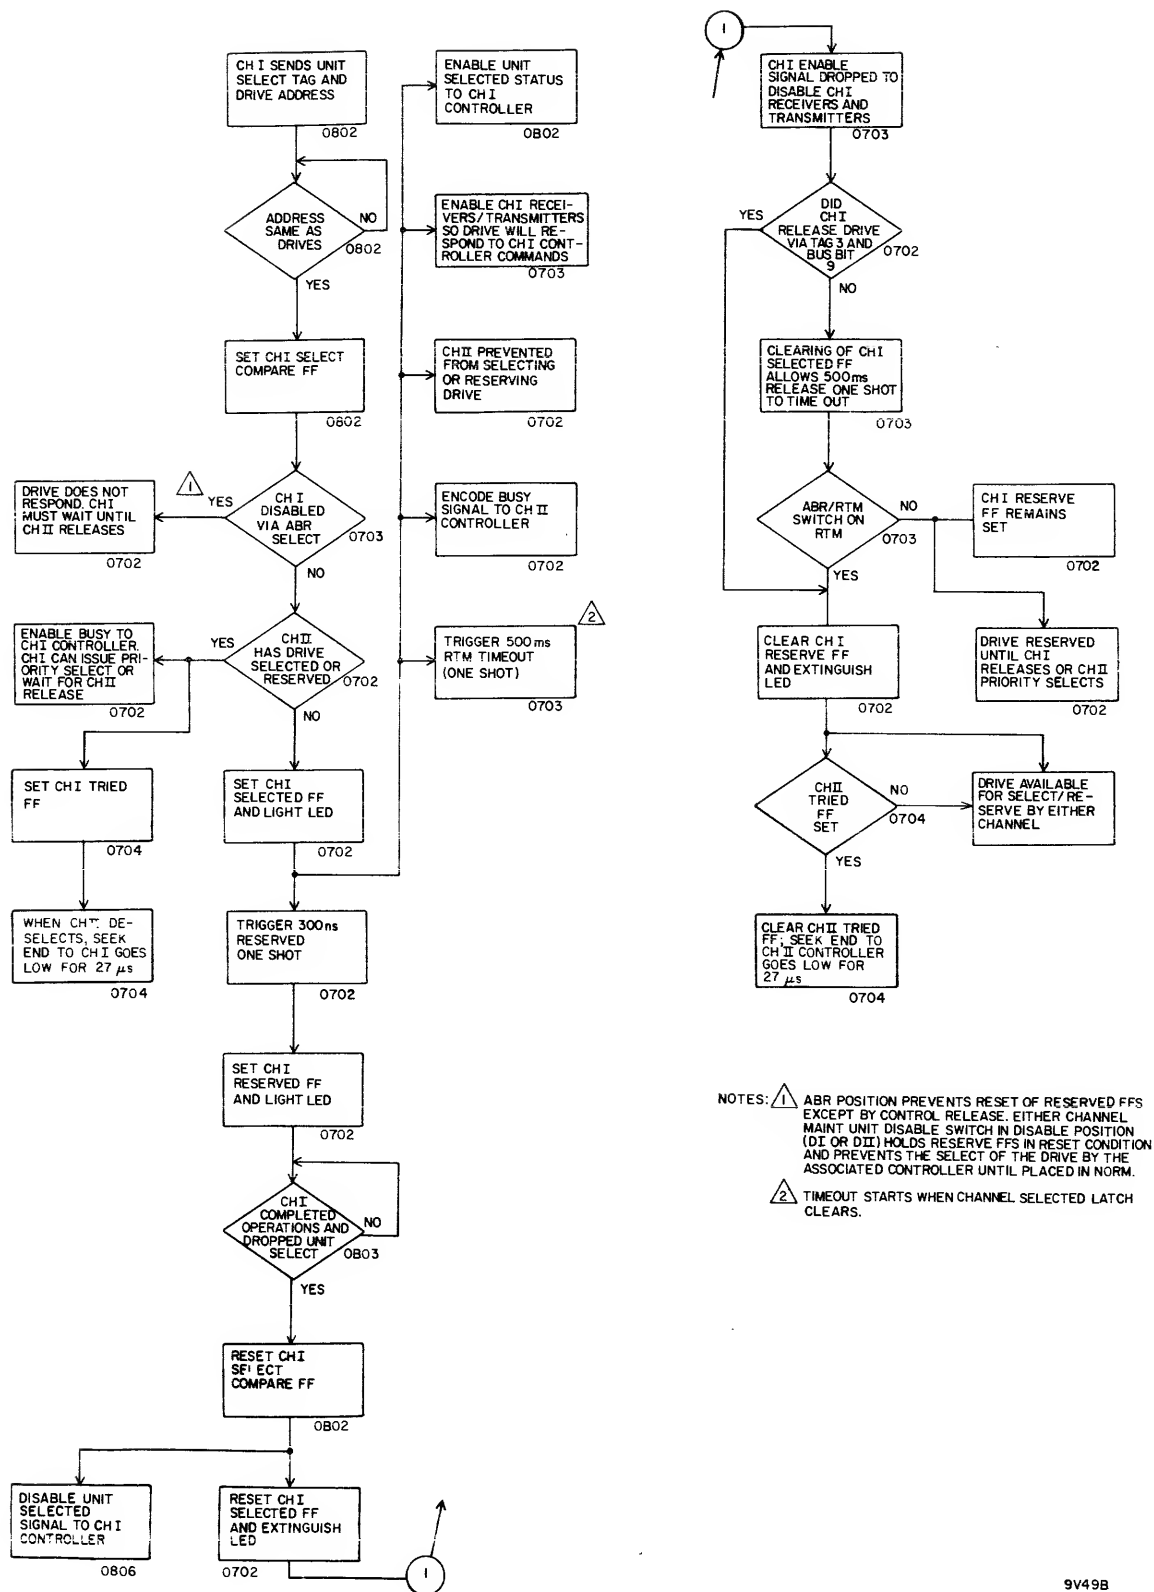 CH I SENDS UNIT
SELECT TAG AND
DRIVE ADDRESS
0802
ADDRESS
SAME AS
DRIVES
NO
0802
YES
SET CH I SELECT
COMPARE FF
0802
1
DRIVE DOES NOT
RESPOND. CH I
MUST WAIT UNTIL
CH II RELEASES
0702
YES
CH I
DISABLED
VIA ABR
SELECT
0703
NO
ENABLE BUSY TO
CH I CONTROLLER.
CH I CAN ISSUE PRI-
ORITY SELECT OR
WAIT FOR CH II
RELEASE
0702
YES
CH II
HAS DRIVE
SELECTED OR
RESERVED
0702
NO
SET CH I TRIED
FF
0704
SET CH I
SELECTED FF
AND LIGHT LED
0702
WHEN CH II DE-
SELECTS, SEEK
END TO CH I GOES
LOW FOR 27 μs
0704
TRIGGER 300ns
RESERVED
ONE SHOT
0702
SET CH I
RESERVED FF
AND LIGHT LED
0702
CH I
COMPLETED
OPERATIONS AND
DROPPED UNIT
SELECT
NO
0B03
YES
RESET CH I
SELECT
COMPARE FF
0B02
DISABLE UNIT
SELECTED
SIGNAL TO CH I
CONTROLLER
0806
RESET CH I
SELECTED FF
AND EXTINGUISH
LED
0702
1
ENABLE UNIT
SELECTED STATUS
TO CH I
CONTROLLER
0B02
ENABLE CH I RECEI-
VERS/TRANSMITTERS
SO DRIVE WILL RE-
SPOND TO CH I CONT-
ROLLER COMMANDS
0703
CH II PREVENTED
FROM SELECTING
OR RESERVING
DRIVE
0702
ENCODE BUSY
SIGNAL TO CH II
CONTROLLER
0702
2
TRIGGER 500ms
RTM TIMEOUT
(ONE SHOT)
0703
1
CH I ENABLE
SIGNAL DROPPED TO
DISABLE CH I
RECEIVERS AND
TRANSMITTERS
0703
YES
DID
CH I
RELEASE DRIVE
VIA TAG 3 AND
BUS BIT
9
0702
NO
CLEARING OF CH I
SELECTED FF
ALLOWS 500ms
RELEASE ONE SHOT
TO TIME OUT
0703
ABR/RTM
SWITCH ON
RTM
NO
0703
YES
CH I RESERVE
FF REMAINS
SET
0702
CLEAR CH I
RESERVE FF
AND EXTINGUISH
LED
0702
DRIVE RESERVED
UNTIL CH I
RELEASES OR CH II
PRIORITY SELECTS
0702
CH II
TRIED
FF
SET
NO
0704
YES
DRIVE AVAILABLE
FOR SELECT/RE-
SERVE BY EITHER
CHANNEL
CLEAR CH II TRIED
FF; SEEK END TO
CH II CONTROLLER
GOES LOW FOR
27 μs
0704
NOTES: 1 ABR POSITION PREVENTS RESET OF RESERVED FFS
EXCEPT BY CONTROL RELEASE. EITHER CHANNEL
MAINT UNIT DISABLE SWITCH IN DISABLE POSITION
(DI OR DII) HOLDS RESERVE FFS IN RESET CONDITION
AND PREVENTS THE SELECT OF THE DRIVE BY THE
ASSOCIATED CONTROLLER UNTIL PLACED IN NORM.
2 TIMEOUT STARTS WHEN CHANNEL SELECTED LATCH
CLEARS.
9V49B